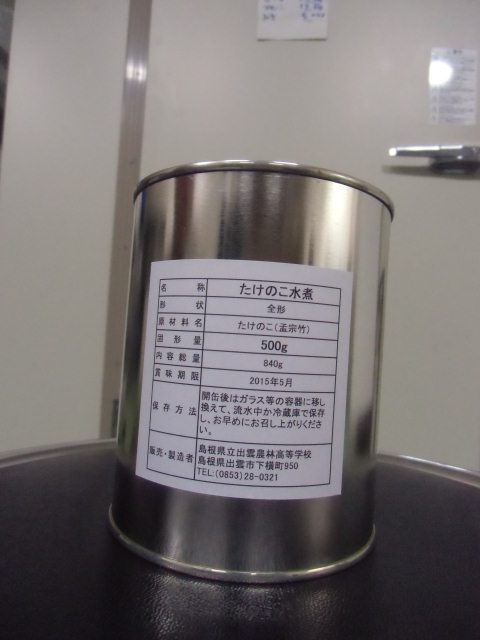 名称 たけのこ水煮
形状 全形
原材料名 たけのこ(孟宗竹)
固形量 500g
内容総量 840g
賞味期限 2015年5月
保存方法 開缶後はガラス等の容器に移し
換えて、流水中か冷蔵庫で保存
し、お早めにお召し上がりくださ
い。
販売・製造者 島根県立出雲農林高等学校
島根県出雲市下横町950
TEL:(0853)28-0321